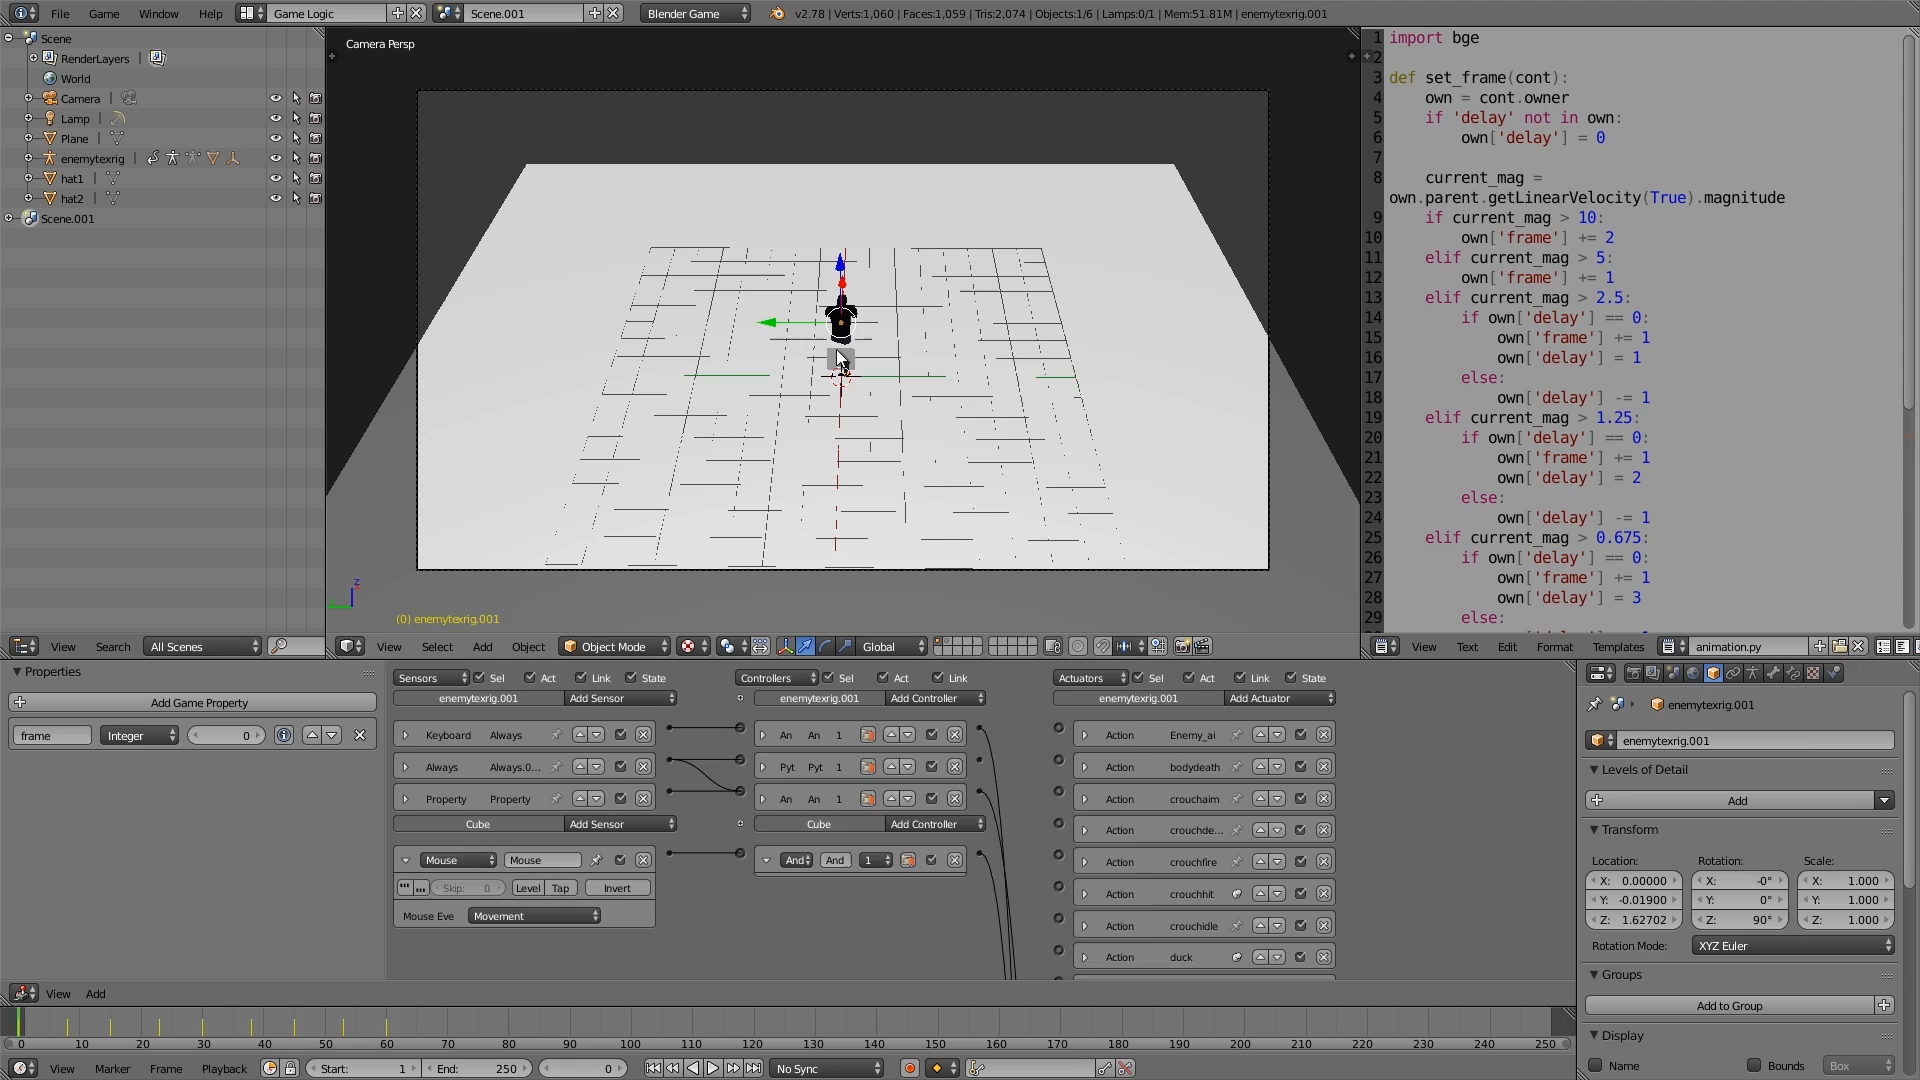 File Game Window Help Game Logic Scene.001 Blender Game v2.78 | Verts:1,060 | Faces:1,059 | Tris:2,074 | Objects:1/6 | Lamps:0/1 | Mem:51.81M | enemytexrig.001
Scene
RenderLayers |
World
Camera |
Lamp |
Plane |
enemytexrig |
hat1 |
hat2 |
Scene.001
View Search All Scenes
Camera Persp
z
(0) enemytexrig.001
View Select Add Object Object Mode Global
1 import bge
2
3 def set_frame(cont):
4 own = cont.owner
5 if 'delay' not in own:
6 own['delay'] = 0
7
8 current_mag =
own.parent.getLinearVelocity(True).magnitude
9 if current_mag > 10:
10 own['frame'] += 2
11 elif current_mag > 5:
12 own['frame'] += 1
13 elif current_mag > 2.5:
14 if own['delay'] == 0:
15 own['frame'] += 1
16 own['delay'] = 1
17 else:
18 own['delay'] -= 1
19 elif current_mag > 1.25:
20 if own['delay'] == 0:
21 own['frame'] += 1
22 own['delay'] = 2
23 else:
24 own['delay'] -= 1
25 elif current_mag > 0.675:
26 if own['delay'] == 0:
27 own['frame'] += 1
28 own['delay'] = 3
29 else:
View Text Edit Format Templates animation.py
Properties
Add Game Property
frame Integer 0
Sensors Sel Act Link State
enemytexrig.001 Add Sensor
Keyboard Always
Always Always.0...
Property Property
Cube Add Sensor
Mouse Mouse
Skip: 0 Level Tap Invert
Mouse Eve Movement
Controllers Sel Act Link
enemytexrig.001 Add Controller
An An 1
Pyt Pyt 1
An An 1
Cube Add Controller
And And 1
Actuators Sel Act Link State
enemytexrig.001 Add Actuator
Action Enemy_ai
Action bodydeath
Action crouchaim
Action crouchde...
Action crouchfire
Action crouchhit
Action crouchidle
Action duck
View Add
enemytexrig.001
enemytexrig.001
Levels of Detail
Add
Transform
Location: Rotation: Scale:
X: 0.00000 X: -0° X: 1.000
Y: -0.01900 Y: 0° Y: 1.000
Z: 1.62702 Z: 90° Z: 1.000
Rotation Mode: XYZ Euler
Groups
Add to Group
Display
Name Bounds Box
0 10 20 30 40 50 60 70 80 90 100 110 120 130 140 150 160 170 180 190 200 210 220 230 240 250
View Marker Frame Playback Start: 1 End: 250 0 No Sync